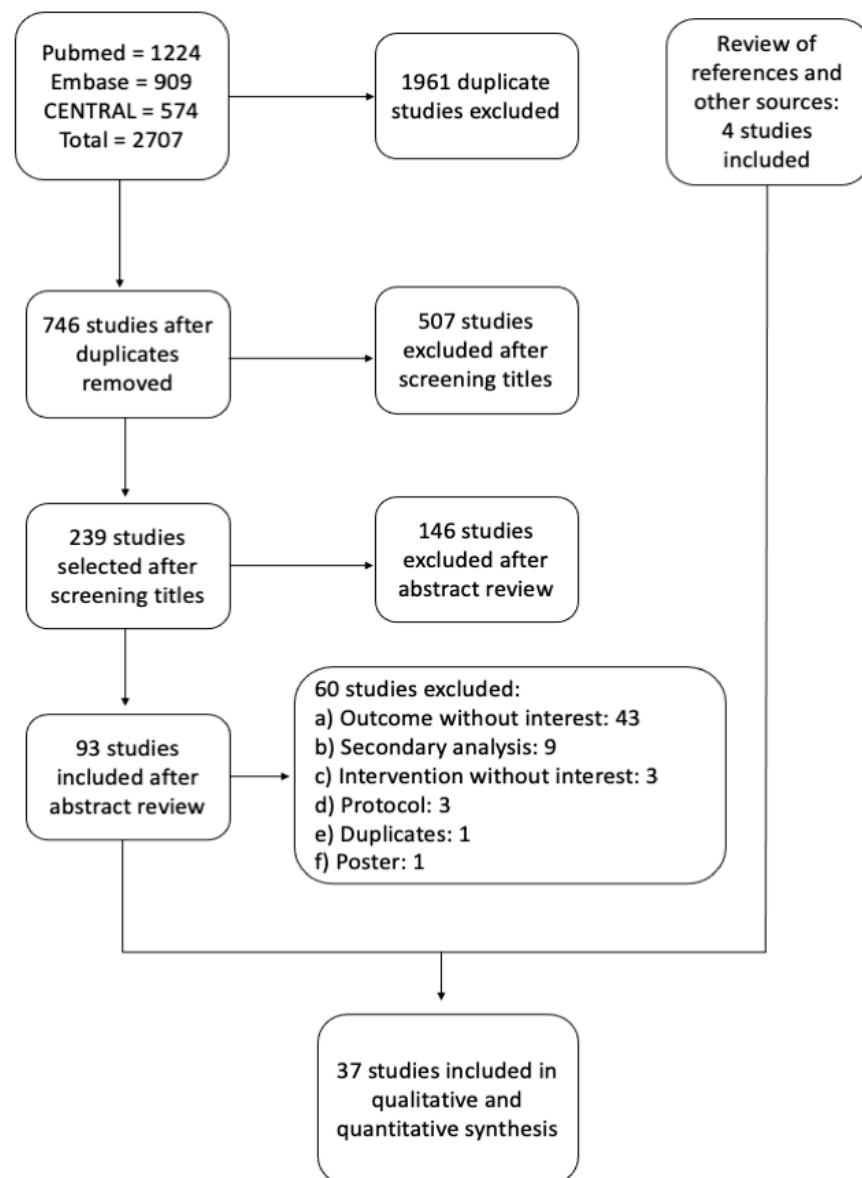 Pubmed = 1224
Embase = 909
CENTRAL = 574
Total = 2707
1961 duplicate
studies excluded
Review of
references and
other sources:
4 studies
included
746 studies after
duplicates
removed
507 studies
excluded after
screening titles
239 studies
selected after
screening titles
146 studies
excluded after
abstract review
93 studies
included after
abstract review
60 studies excluded:
a) Outcome without interest: 43
b) Secondary analysis: 9
c) Intervention without interest: 3
d) Protocol: 3
e) Duplicates: 1
f) Poster: 1
37 studies included in
qualitative and
quantitative synthesis